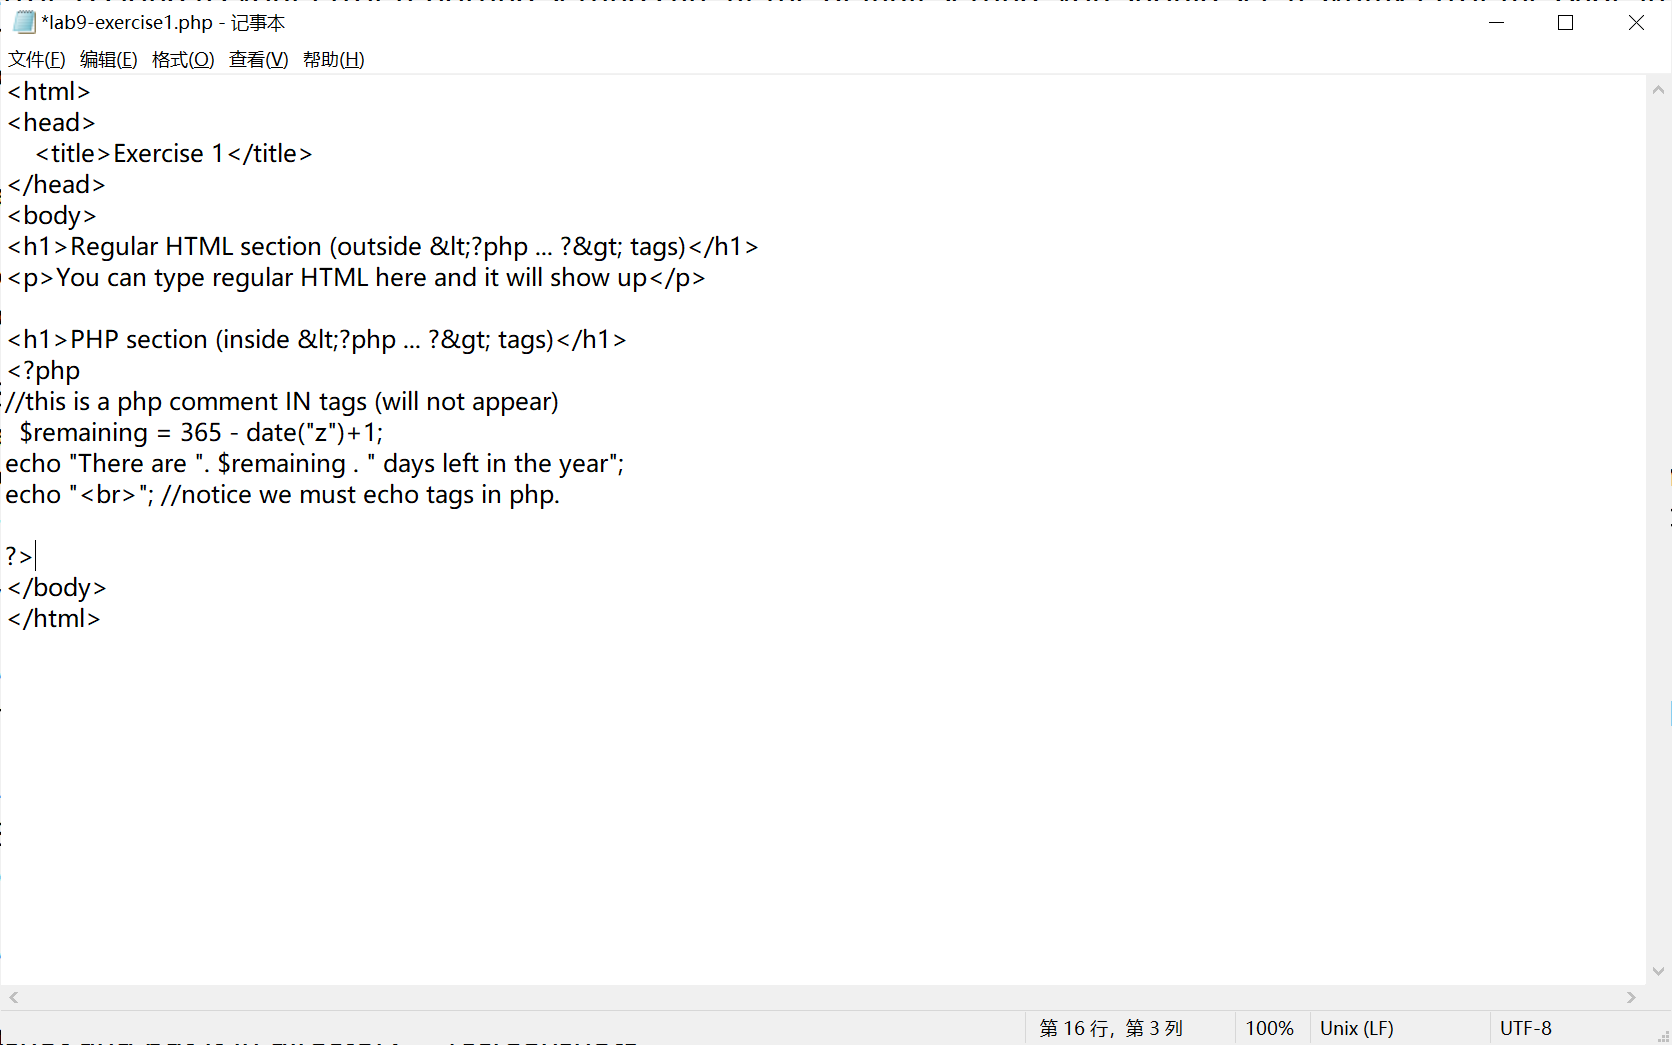 *lab9-exercise1.php - 记事本
文件(F) 编辑(E) 格式(O) 查看(V) 帮助(H)
<html>
<head>
    <title>Exercise 1</title>
</head>
<body>
<h1>Regular HTML section (outside &lt;?php ... ?&gt; tags)</h1>
<p>You can type regular HTML here and it will show up</p>

<h1>PHP section (inside &lt;?php ... ?&gt; tags)</h1>
<?php
//this is a php comment IN tags (will not appear)
  $remaining = 365 - date("z")+1;
echo "There are ". $remaining . " days left in the year";
echo "<br>"; //notice we must echo tags in php.

?>
</body>
</html>
第 16 行，第 3 列 100% Unix (LF) UTF-8